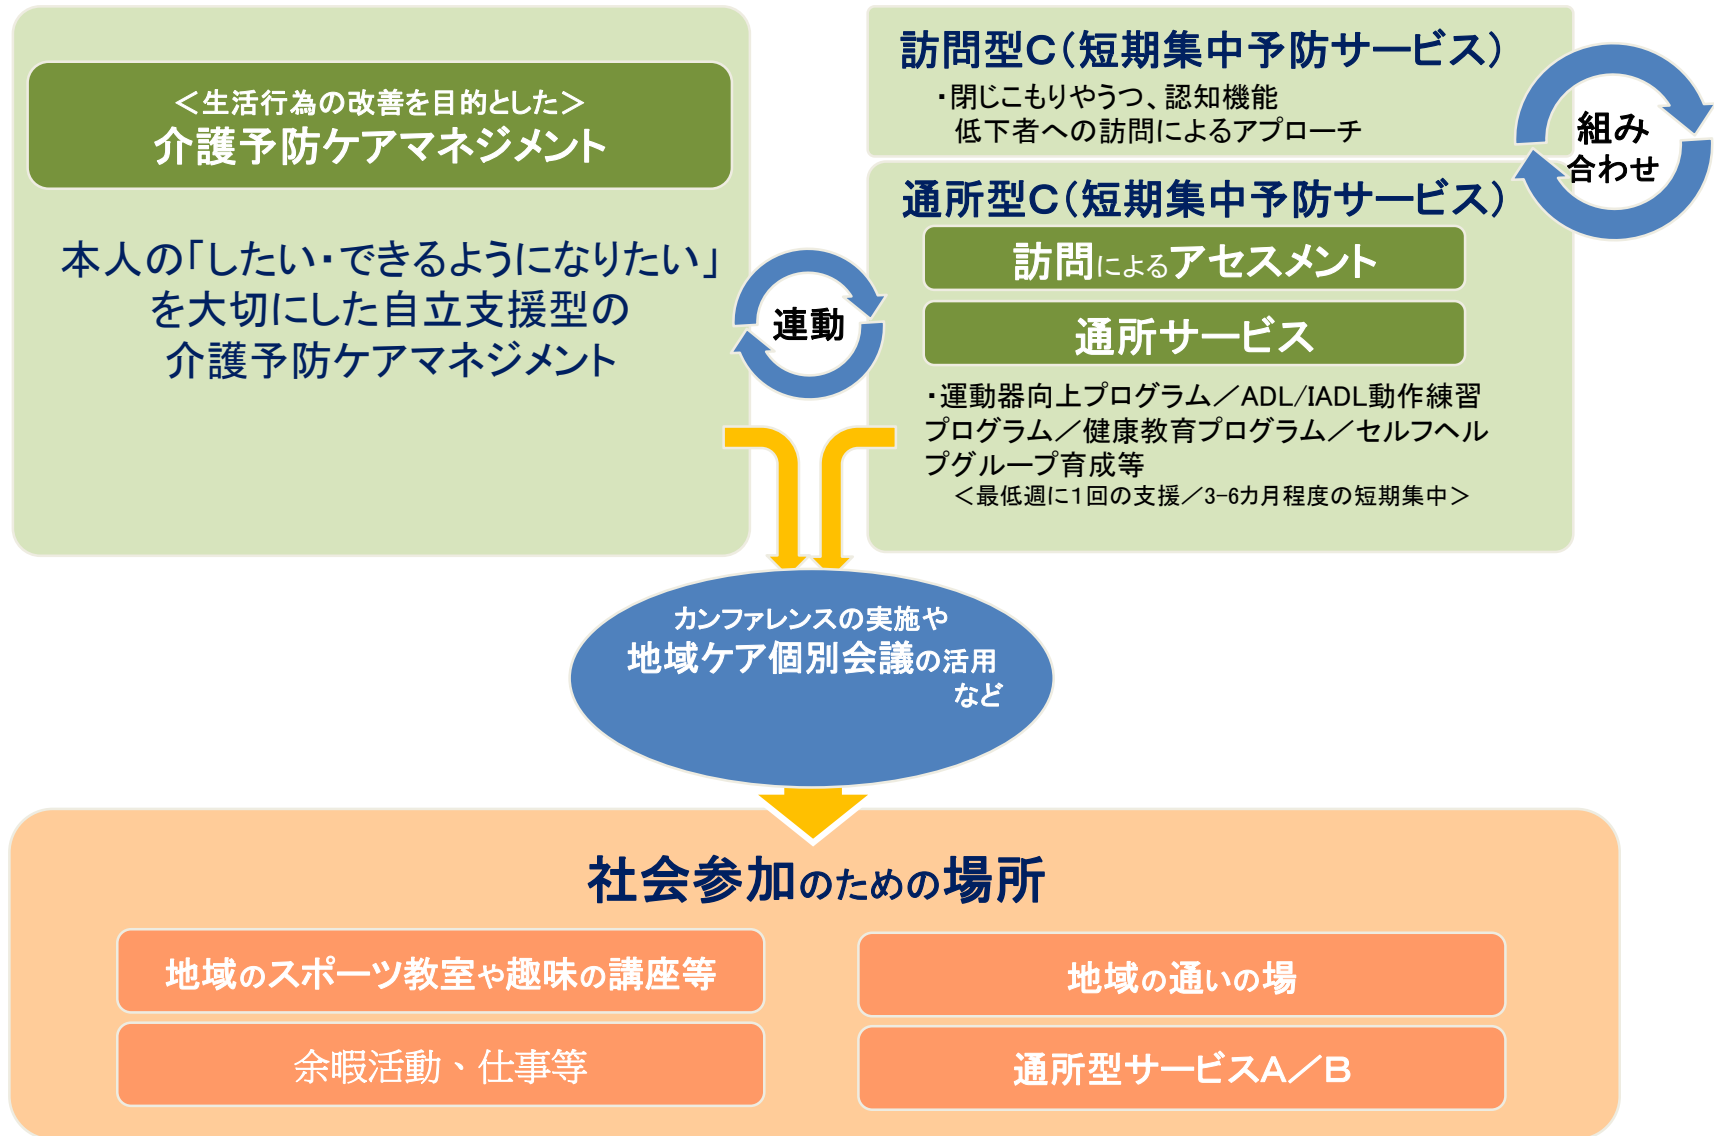 ＜生活行為の改善を目的とした＞
介護予防ケアマネジメント
本人の「したい・できるようになりたい」
を大切にした自立支援型の
介護予防ケアマネジメント
連動
訪問型Ｃ（短期集中予防サービス）
・閉じこもりやうつ、認知機能
低下者への訪問によるアプローチ
組み
合わせ
通所型Ｃ（短期集中予防サービス）
訪問によるアセスメント
通所サービス
・運動器向上プログラム／ADL/IADL動作練習
プログラム／健康教育プログラム／セルフヘル
プグループ育成等
＜最低週に１回の支援／3-6カ月程度の短期集中＞
カンファレンスの実施や
地域ケア個別会議の活用
など
社会参加のための場所
地域のスポーツ教室や趣味の講座等
地域の通いの場
余暇活動、仕事等
通所型サービスＡ／Ｂ